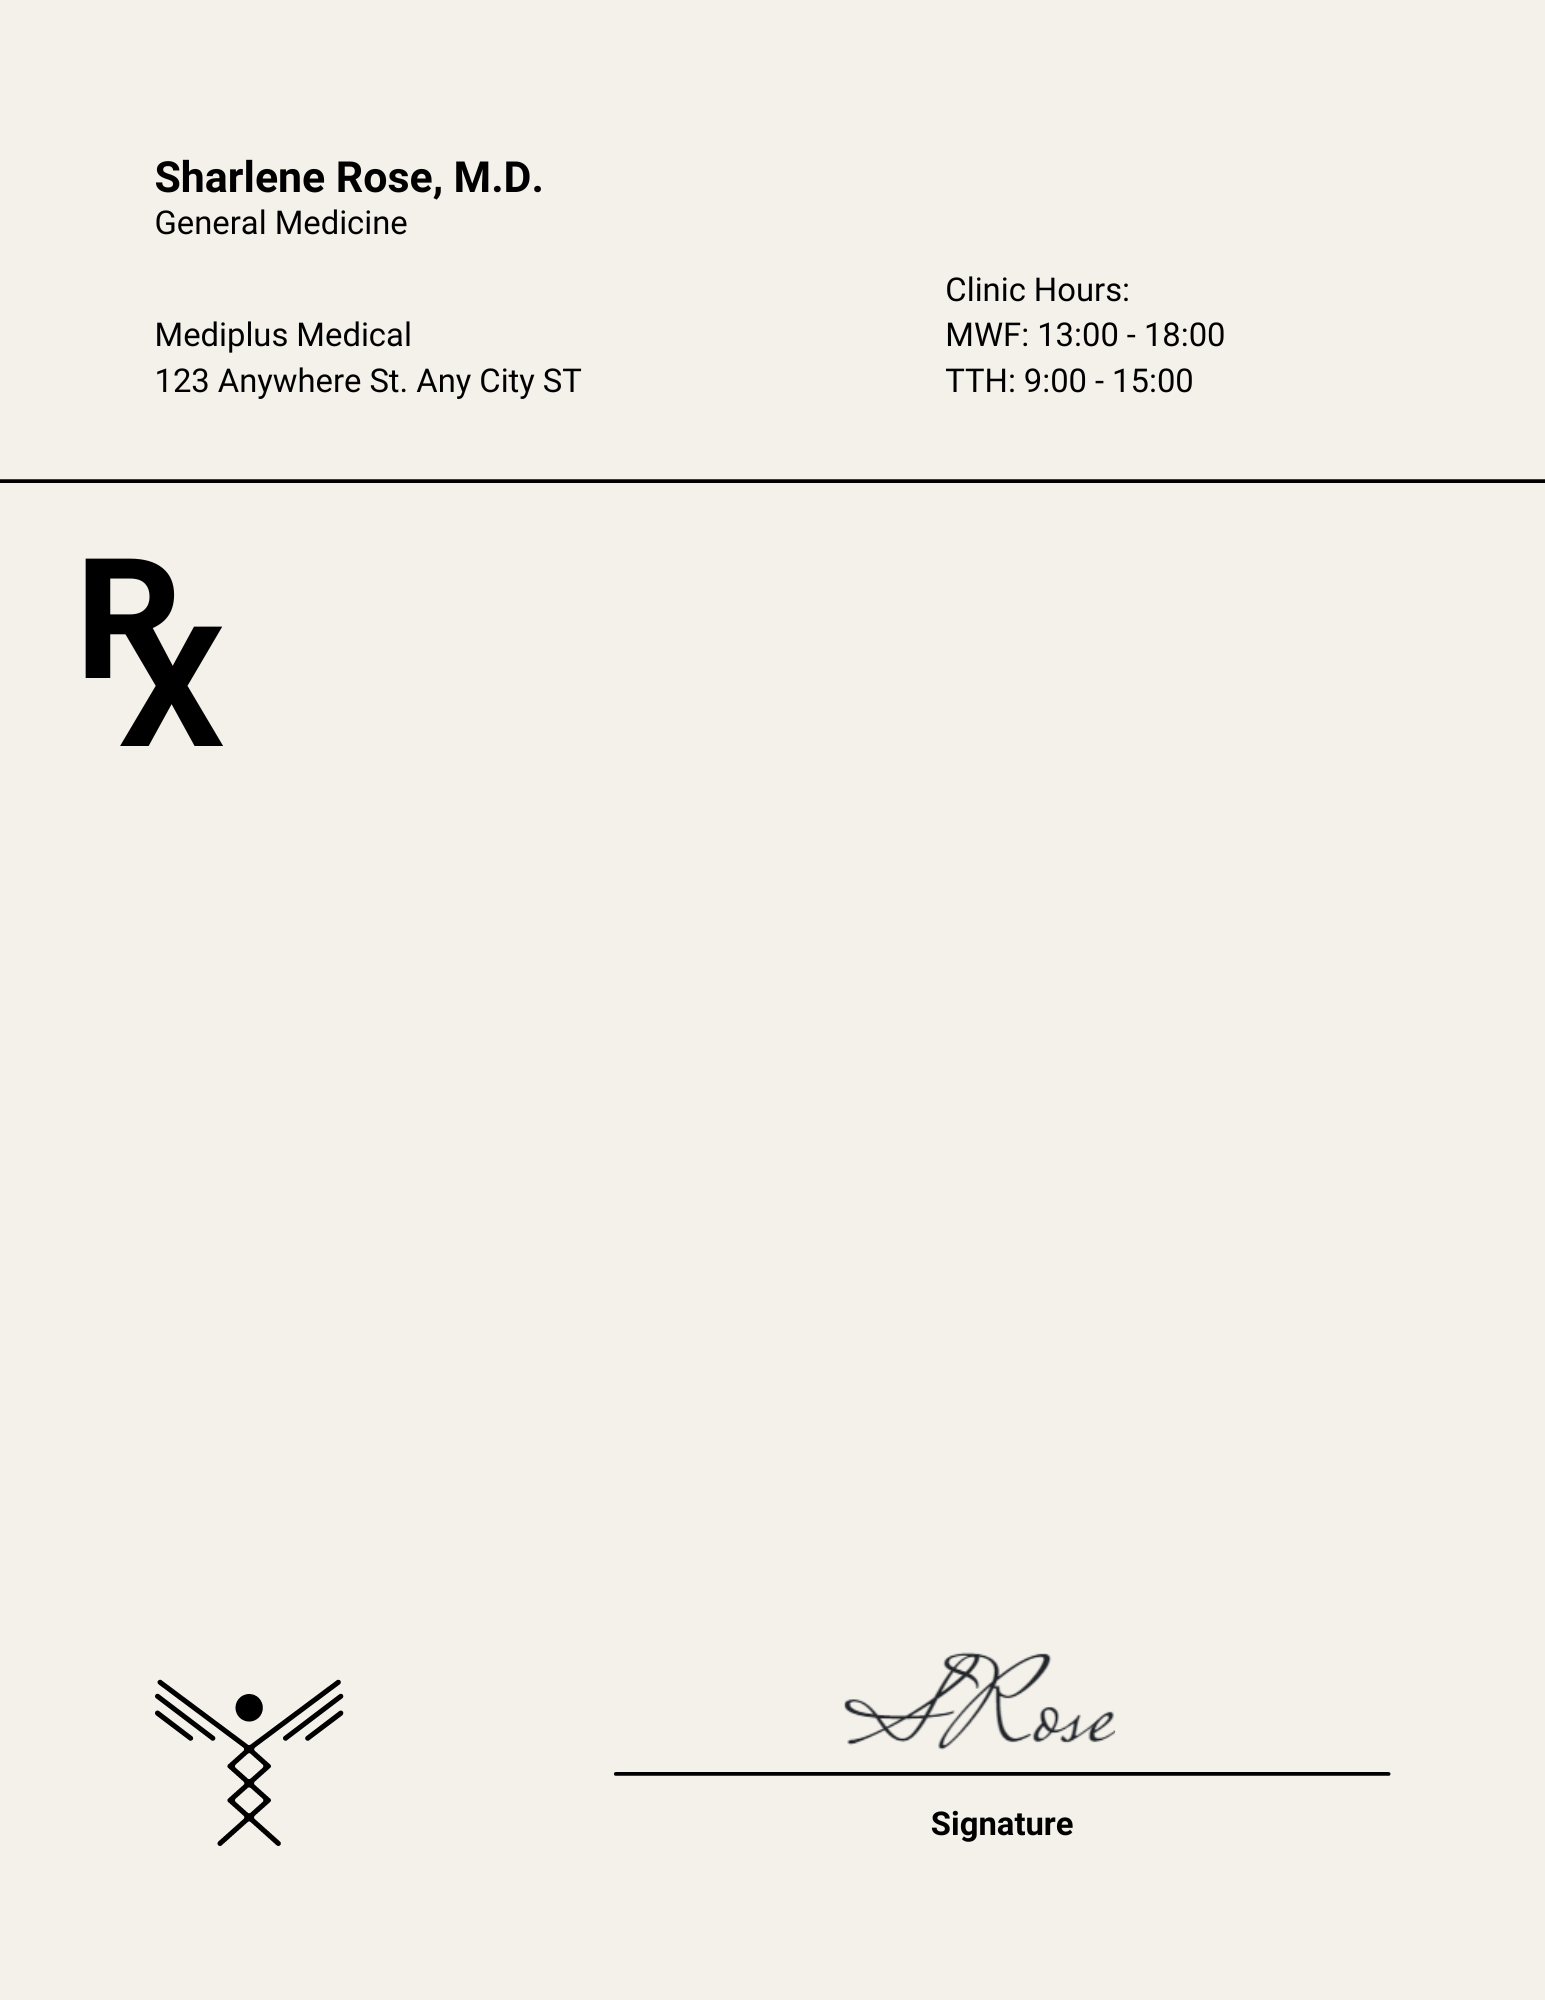 Sharlene Rose, M.D.
General Medicine
Mediplus Medical
123 Anywhere St. Any City ST
Clinic Hours:
MWF: 13:00 - 18:00
TTH: 9:00 - 15:00
Rx
SRose
Signature